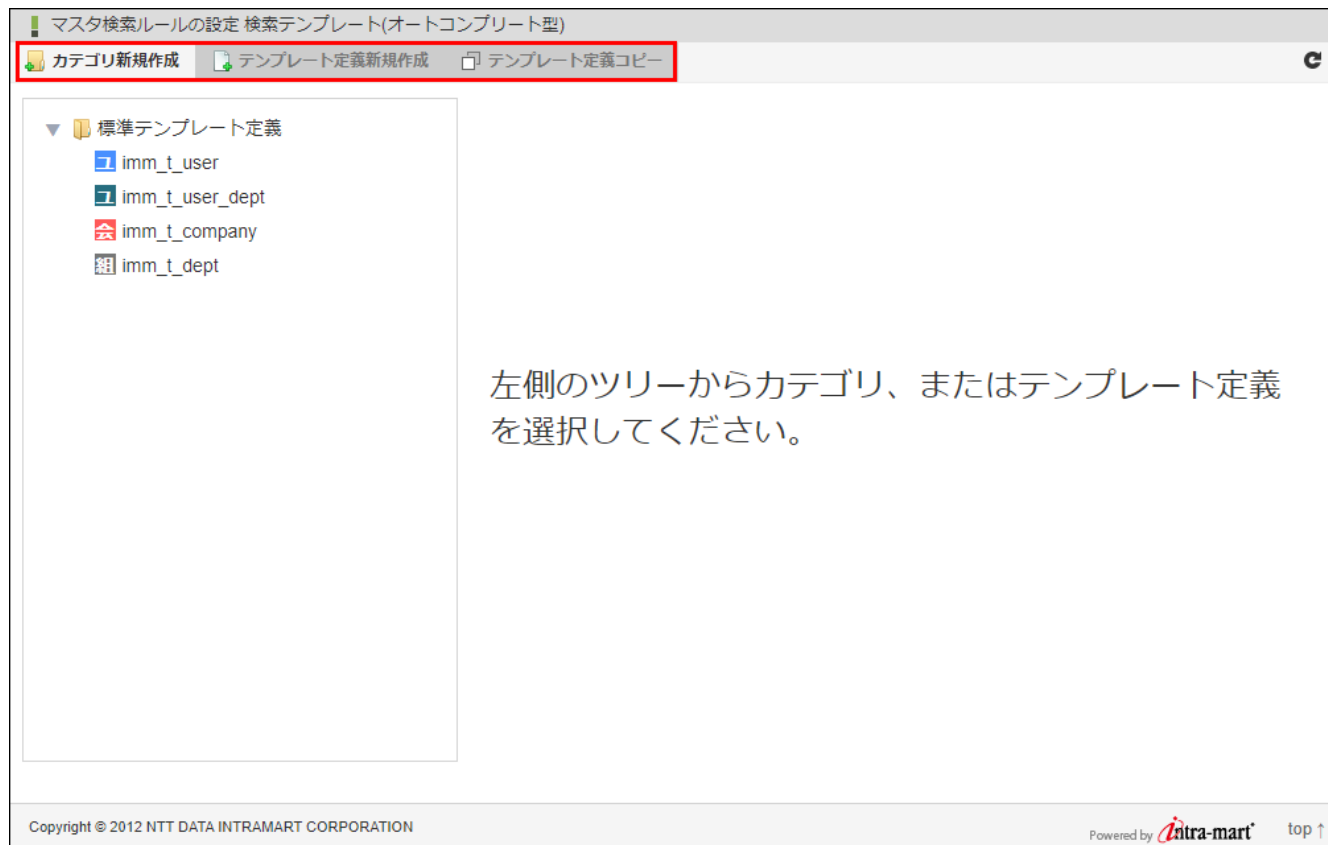 マスタ検索ルールの設定 検索テンプレート(オートコンプリート型)
カテゴリ新規作成 テンプレート定義新規作成 テンプレート定義コピー
標準テンプレート定義
ユ imm_t_user
ユ imm_t_user_dept
会 imm_t_company
組 imm_t_dept
左側のツリーからカテゴリ、またはテンプレート定義
を選択してください。
Copyright © 2012 NTT DATA INTRAMART CORPORATION
Powered by intra-mart top ↑